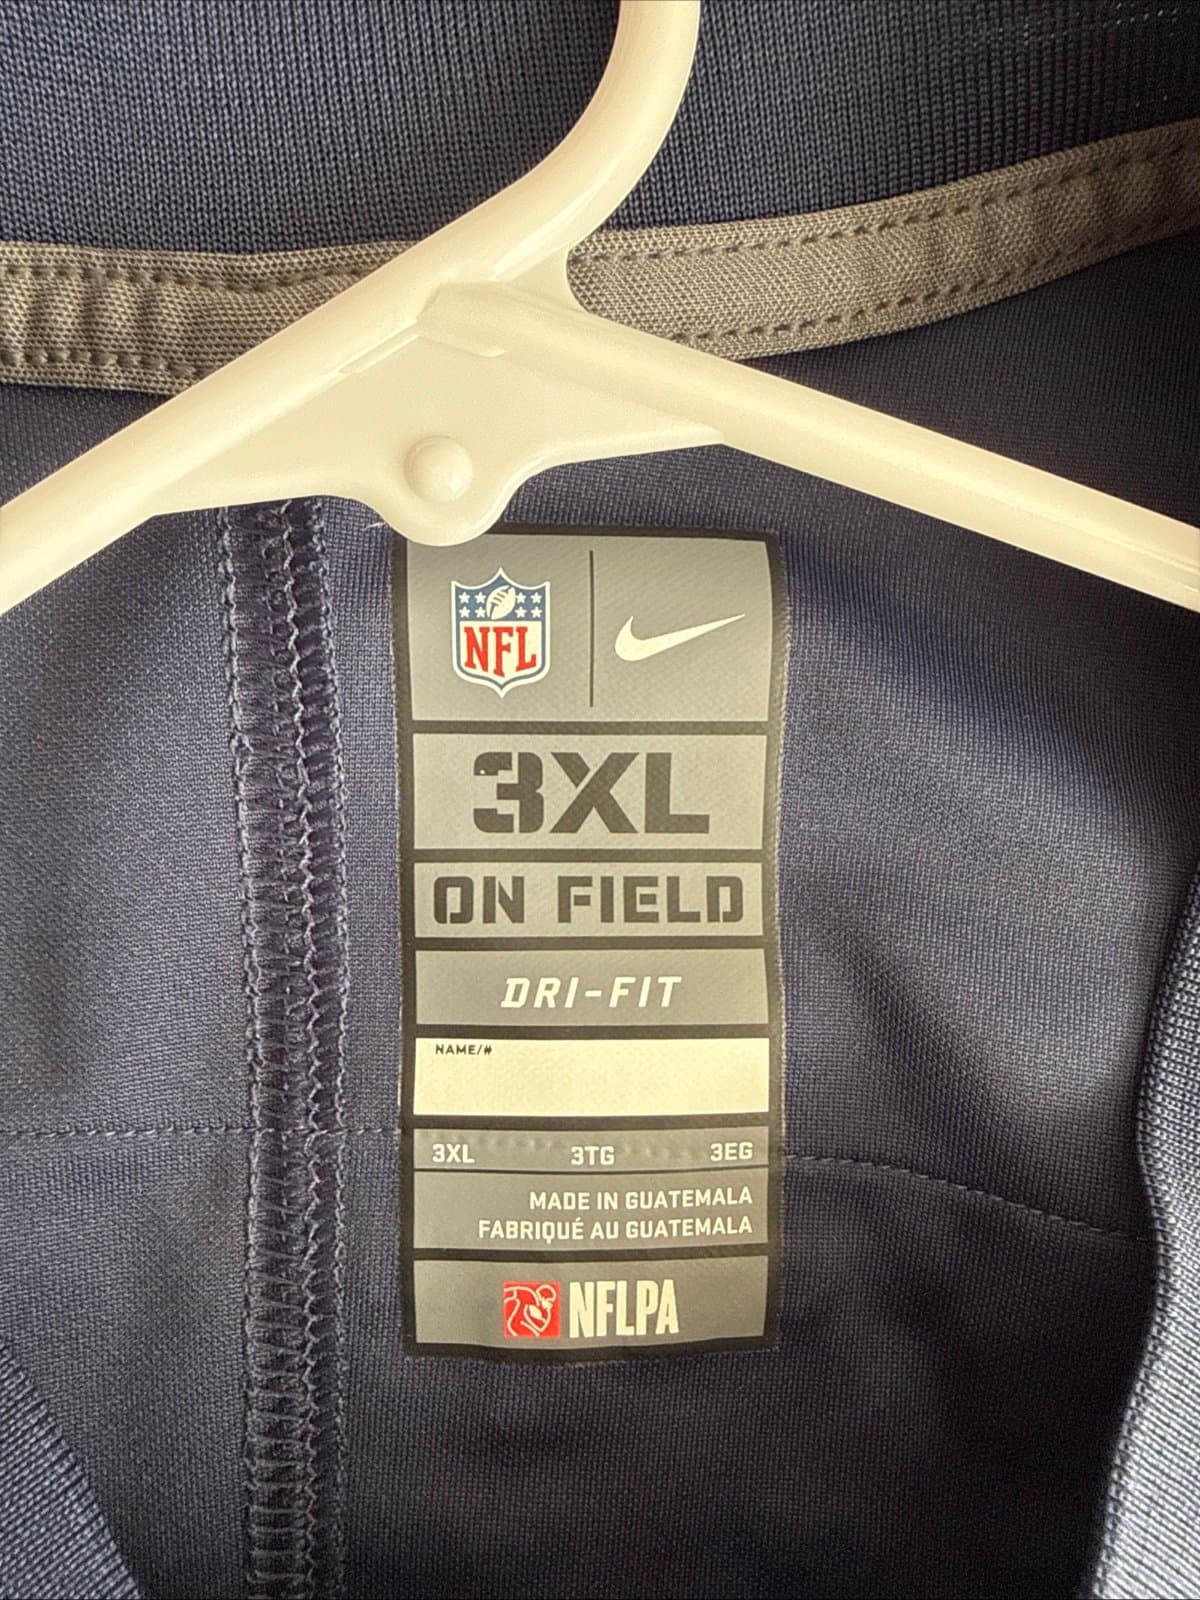 NFL
3XL
ON FIELD
DRI-FIT
NAME/#
3XL 3TG 3EG
MADE IN GUATEMALA
FABRIQUÉ AU GUATEMALA
NFLPA